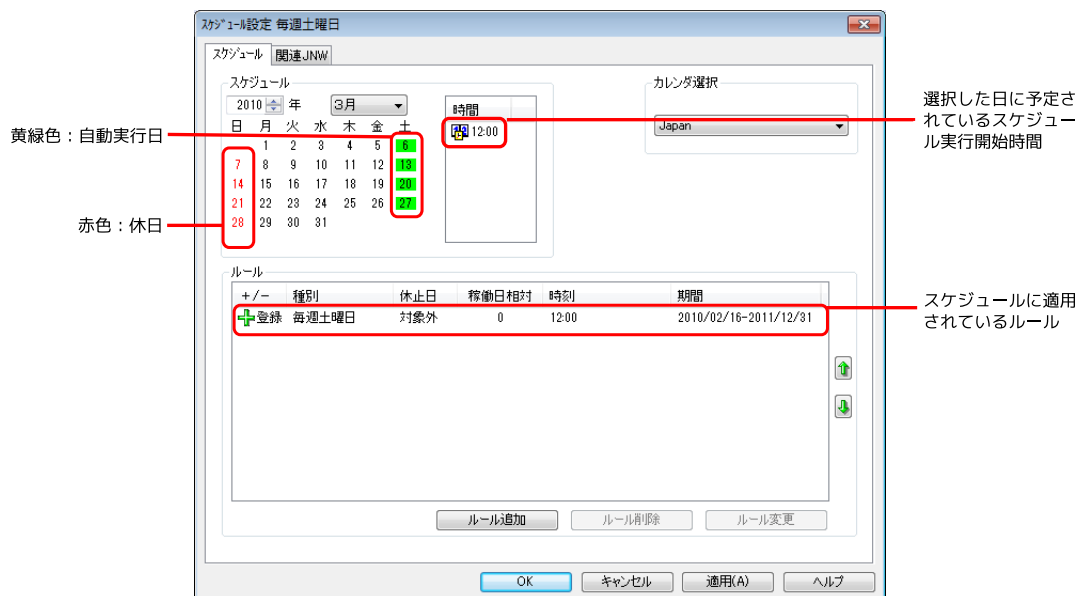 スケジュール設定 毎週土曜日
スケジュール 関連JNW
スケジュール
2010 年 3月
日 月 火 水 木 金 土
1 2 3 4 5 6
7 8 9 10 11 12 13
14 15 16 17 18 19 20
21 22 23 24 25 26 27
28 29 30 31
時間
12:00
カレンダ選択
Japan
黄緑色：自動実行日
赤色：休日
選択した日に予定さ
れているスケジュー
ル実行開始時間
ルール
+/- 種別 休止日 稼働日相対 時刻 期間
登録 毎週土曜日 対象外 0 12:00 2010/02/16-2011/12/31
スケジュールに適用
されているルール
ルール追加 ルール削除 ルール変更
OK キャンセル 適用(A) ヘルプ